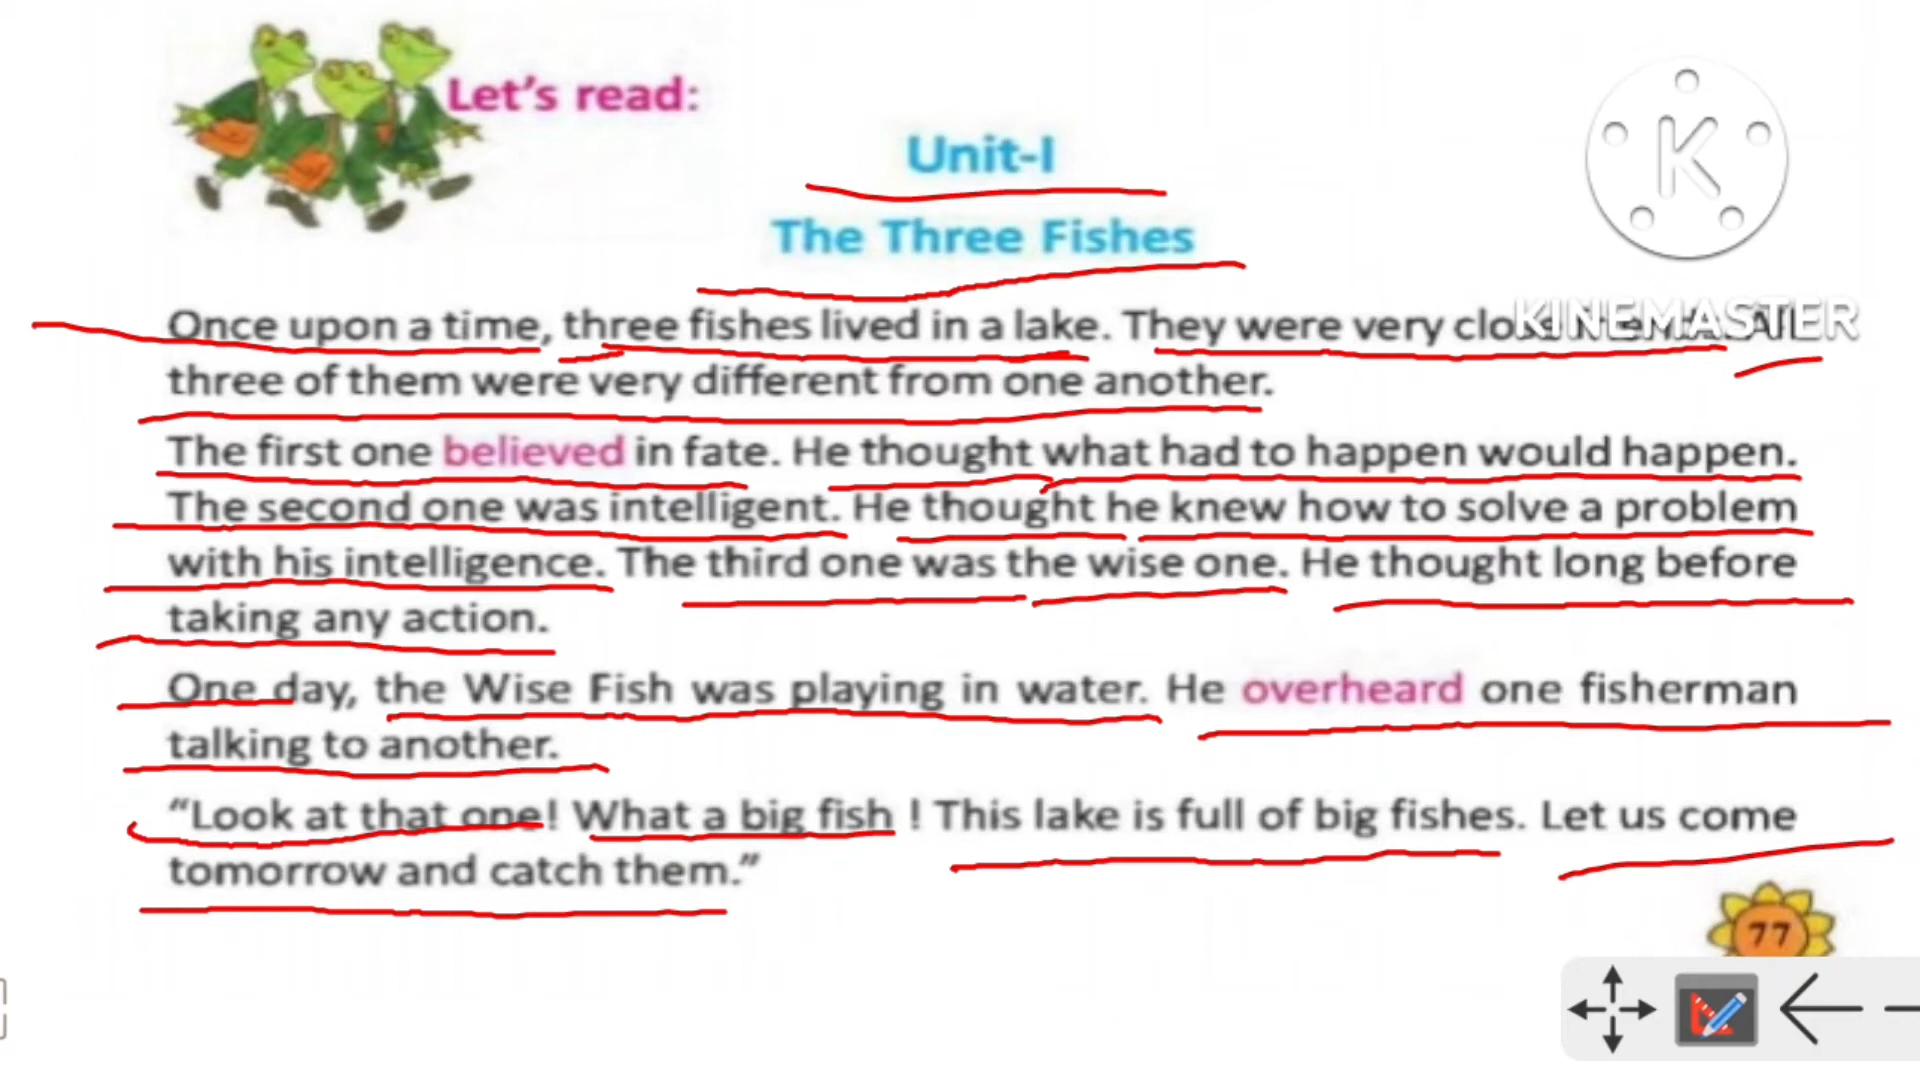 Let's read:
K
Unit-I
The Three Fishes
KINEMASTER
Once upon a time, three fishes lived in a lake. They were very
three of them were very different from one another.
The first one believed in fate. He thought what had to happen would happen.
The second one was intelligent. He thought he knew how to solve a problem
with his intelligence. The third one was the wise one. He thought long before
taking any action.
One day, the Wise Fish was playing in water. He overheard one fisherman
talking to another.
“Look at that one! What a big fish ! This lake is full of big fishes. Let us come
tomorrow and catch them.”
77